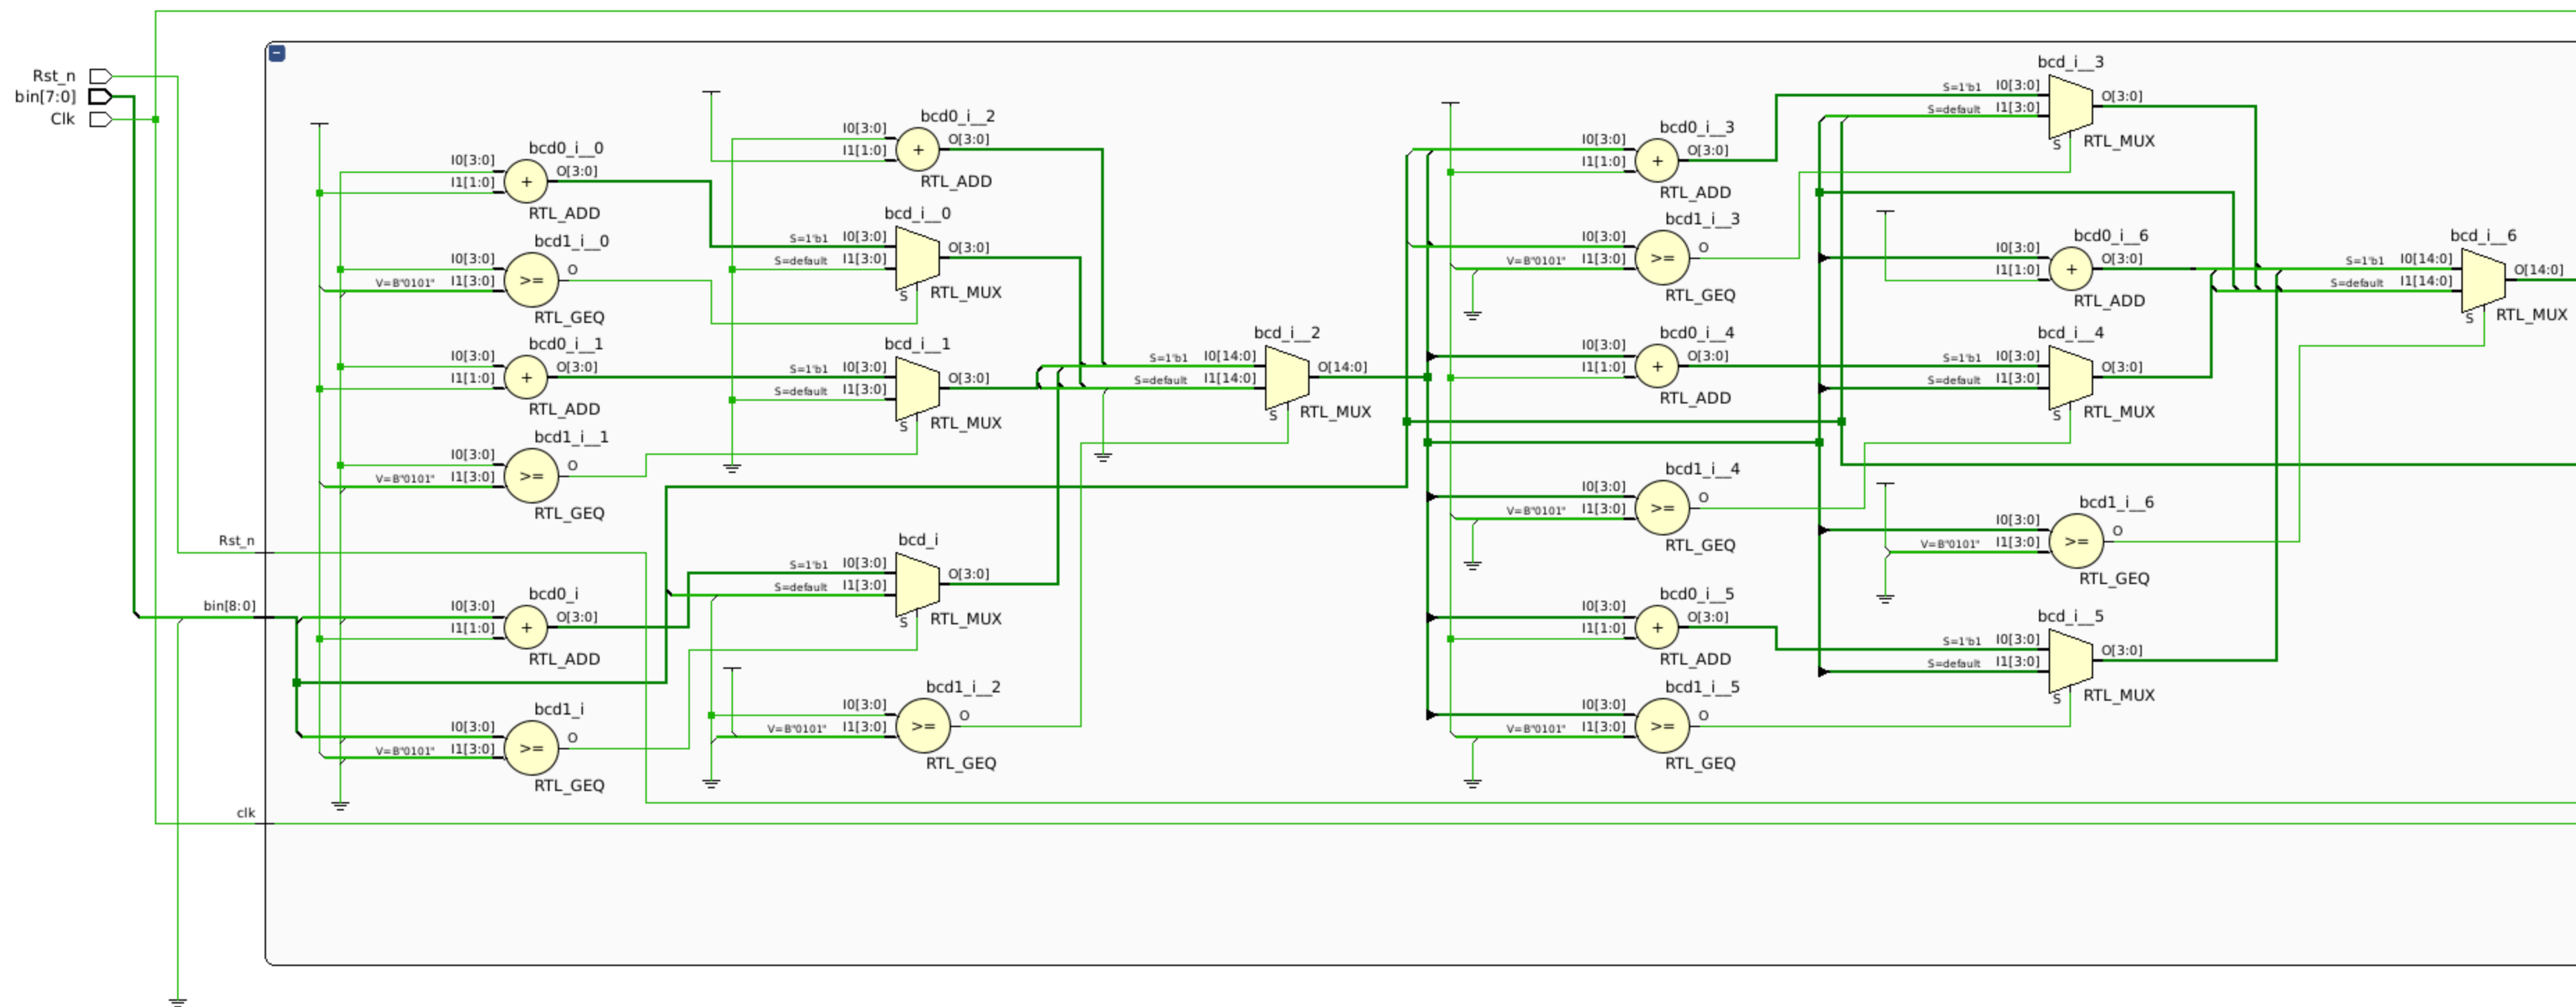 Rst_n
bin[7:0]
Clk
Rst_n
bin[8:0]
clk
bcd0_i__0
I0[3:0]
I1[1:0]
O[3:0]
RTL_ADD
bcd1_i__0
I0[3:0]
V=B"0101" I1[3:0]
O
>=
RTL_GEQ
bcd0_i__1
I0[3:0]
I1[1:0]
O[3:0]
+
RTL_ADD
bcd1_i__1
I0[3:0]
V=B"0101" I1[3:0]
O
>=
RTL_GEQ
bcd0_i
I0[3:0]
I1[1:0]
O[3:0]
+
RTL_ADD
bcd1_i
I0[3:0]
V=B"0101" I1[3:0]
O
>=
RTL_GEQ
bcd0_i__2
I0[3:0]
I1[1:0]
O[3:0]
+
RTL_ADD
bcd_i__0
S=1'b1 I0[3:0]
S=default I1[3:0]
O[3:0]
S
RTL_MUX
bcd_i__1
S=1'b1 I0[3:0]
S=default I1[3:0]
O[3:0]
S
RTL_MUX
bcd_i
S=1'b1 I0[3:0]
S=default I1[3:0]
O[3:0]
S
RTL_MUX
bcd1_i__2
I0[3:0]
V=B"0101" I1[3:0]
O
>=
RTL_GEQ
bcd_i__2
S=1'b1 I0[14:0]
S=default I1[14:0]
O[14:0]
S
RTL_MUX
bcd0_i__3
I0[3:0]
I1[1:0]
O[3:0]
+
RTL_ADD
bcd1_i__3
I0[3:0]
V=B"0101" I1[3:0]
O
>=
RTL_GEQ
bcd0_i__4
I0[3:0]
I1[1:0]
O[3:0]
+
RTL_ADD
bcd1_i__4
I0[3:0]
V=B"0101" I1[3:0]
O
>=
RTL_GEQ
bcd0_i__5
I0[3:0]
I1[1:0]
O[3:0]
+
RTL_ADD
bcd1_i__5
I0[3:0]
V=B"0101" I1[3:0]
O
>=
RTL_GEQ
bcd_i__3
S=1'b1 I0[3:0]
S=default I1[3:0]
O[3:0]
S
RTL_MUX
bcd0_i__6
I0[3:0]
I1[1:0]
O[3:0]
+
RTL_ADD
bcd_i__4
S=1'b1 I0[3:0]
S=default I1[3:0]
O[3:0]
S
RTL_MUX
bcd1_i__6
I0[3:0]
V=B"0101" I1[3:0]
O
>=
RTL_GEQ
bcd_i__5
S=1'b1 I0[3:0]
S=default I1[3:0]
O[3:0]
S
RTL_MUX
bcd_i__6
S=1'b1 I0[14:0]
S=default I1[14:0]
O[14:0]
S
RTL_MUX